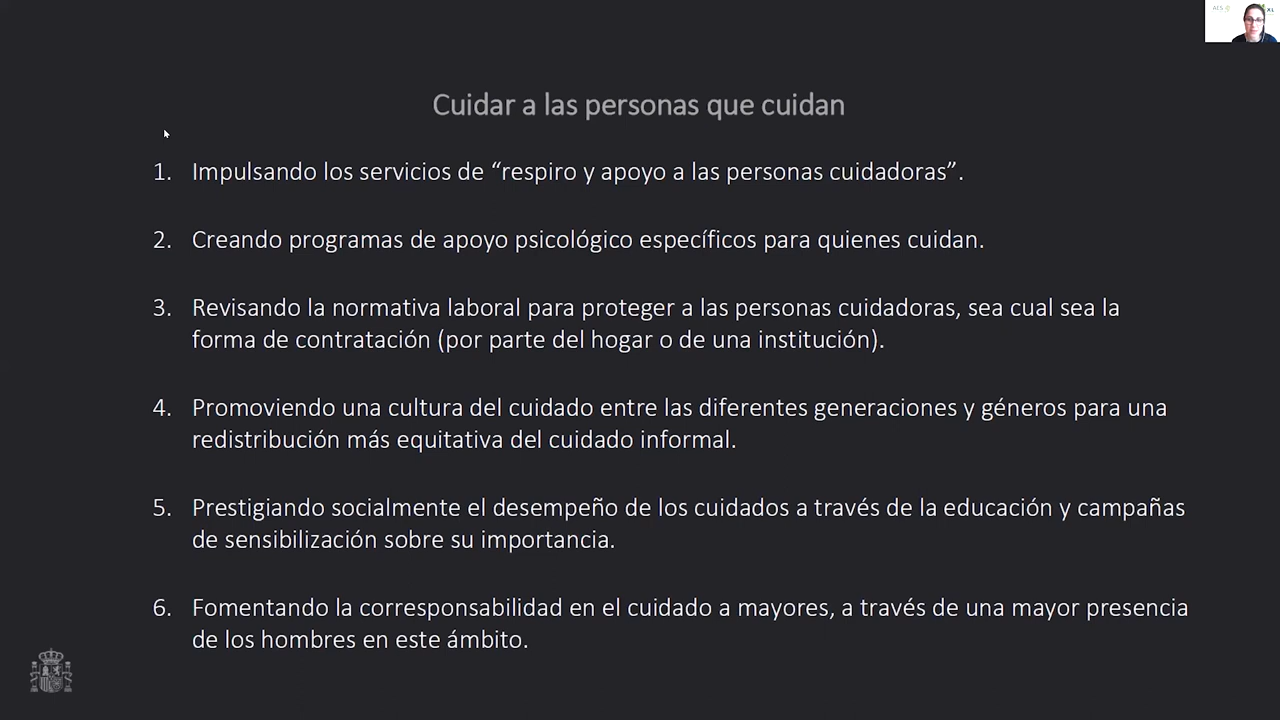 Cuidar a las personas que cuidan
1. Impulsando los servicios de “respiro y apoyo a las personas cuidadoras”.
2. Creando programas de apoyo psicológico específicos para quienes cuidan.
3. Revisando la normativa laboral para proteger a las personas cuidadoras, sea cual sea la
forma de contratación (por parte del hogar o de una institución).
4. Promoviendo una cultura del cuidado entre las diferentes generaciones y géneros para una
redistribución más equitativa del cuidado informal.
5. Prestigiando socialmente el desempeño de los cuidados a través de la educación y campañas
de sensibilización sobre su importancia.
6. Fomentando la corresponsabilidad en el cuidado a mayores, a través de una mayor presencia
de los hombres en este ámbito.